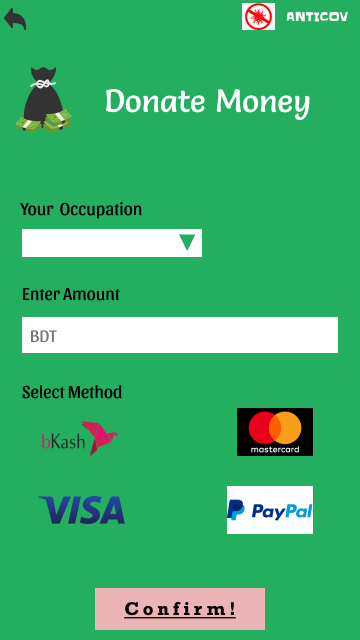 ANTICOV
Donate Money
Your Occupation
Enter Amount
BDT
Select Method
bKash
mastercard
VISA
PayPal
Confirm!